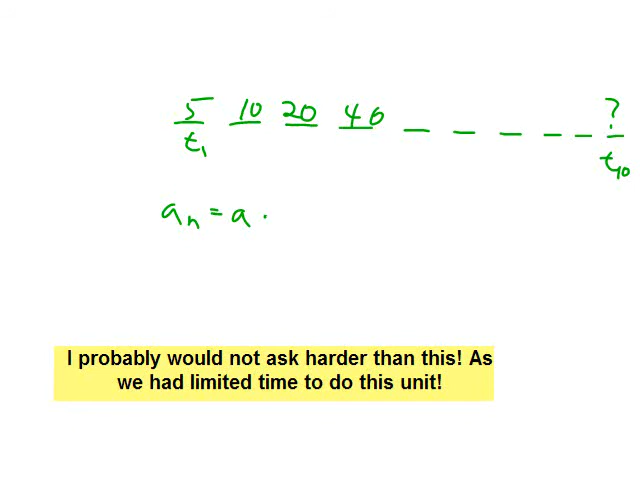 5 10 20 40 ?
t₁ t₁₀
aₙ = a ·
I probably would not ask harder than this! As
we had limited time to do this unit!